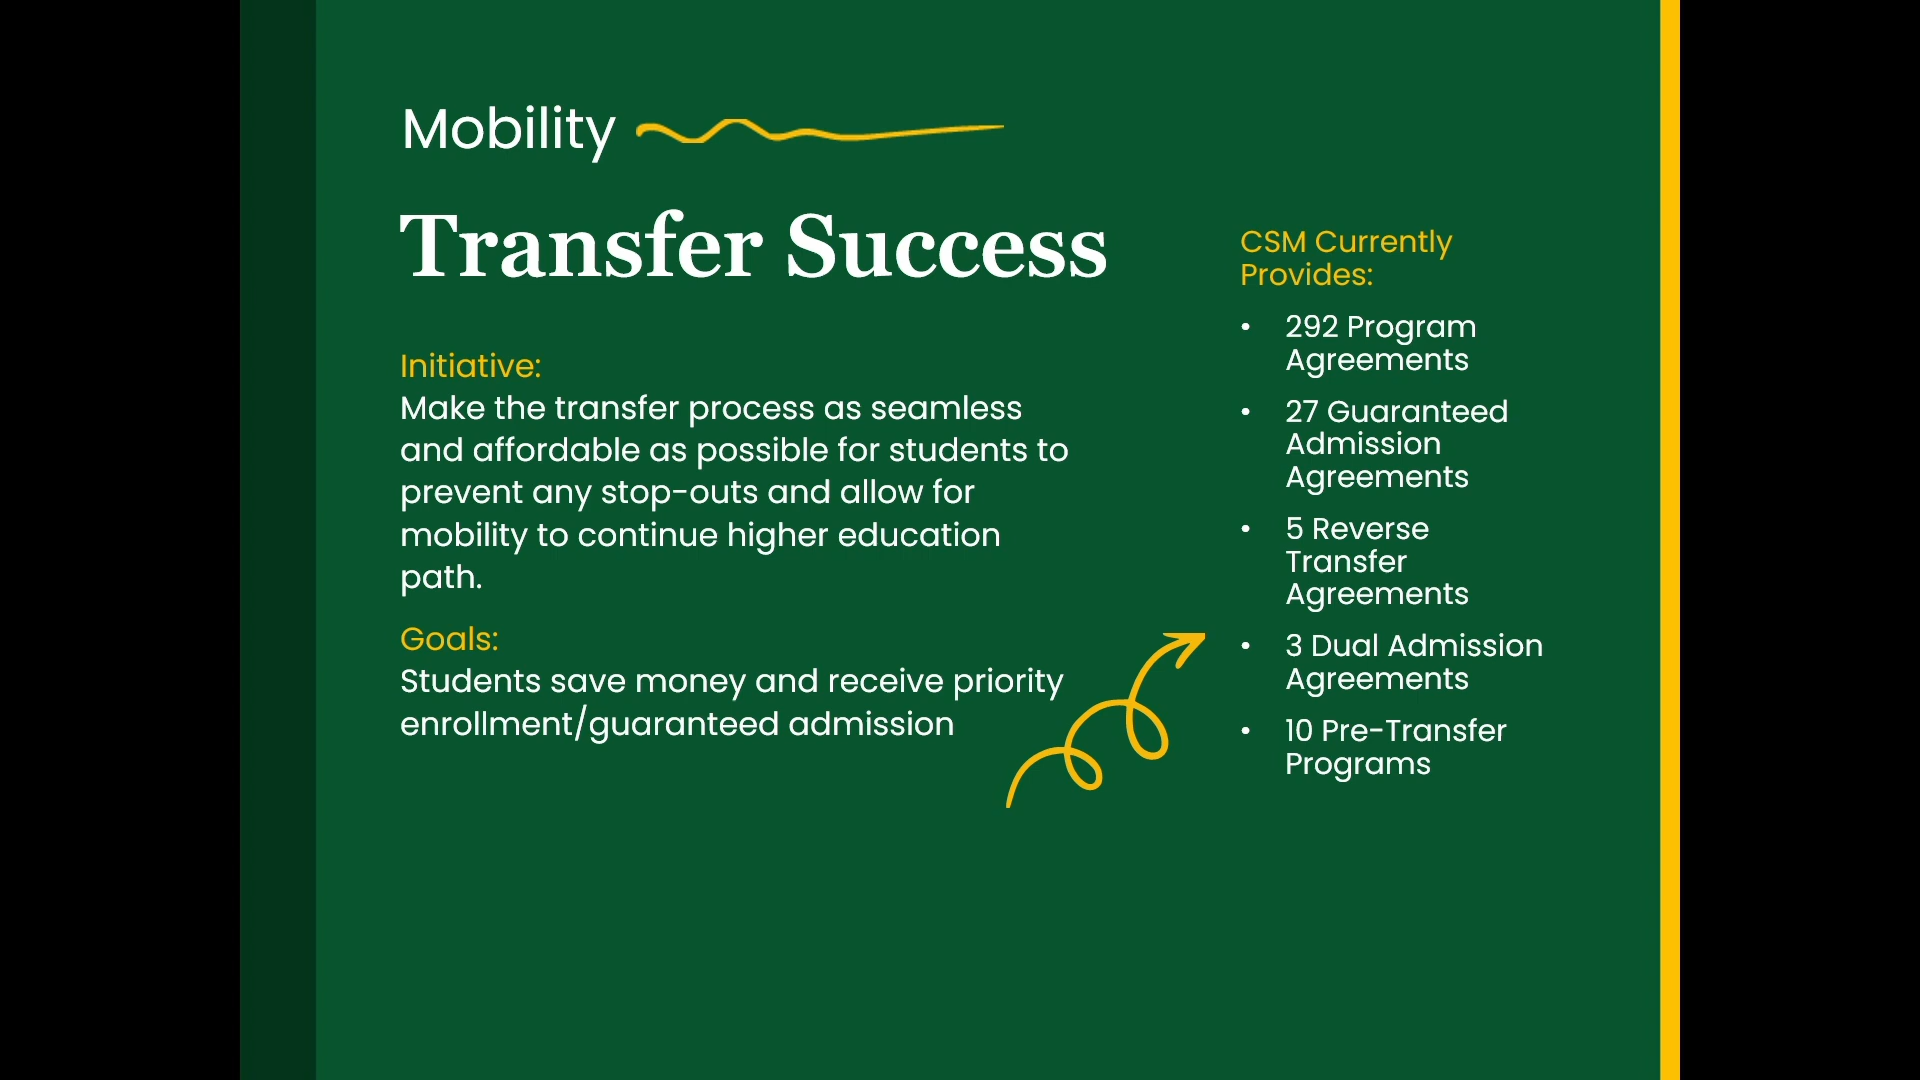 Mobility
Transfer Success
Initiative:
Make the transfer process as seamless
and affordable as possible for students to
prevent any stop-outs and allow for
mobility to continue higher education
path.
Goals:
Students save money and receive priority
enrollment/guaranteed admission
CSM Currently
Provides:
• 292 Program
Agreements
• 27 Guaranteed
Admission
Agreements
• 5 Reverse
Transfer
Agreements
• 3 Dual Admission
Agreements
• 10 Pre-Transfer
Programs